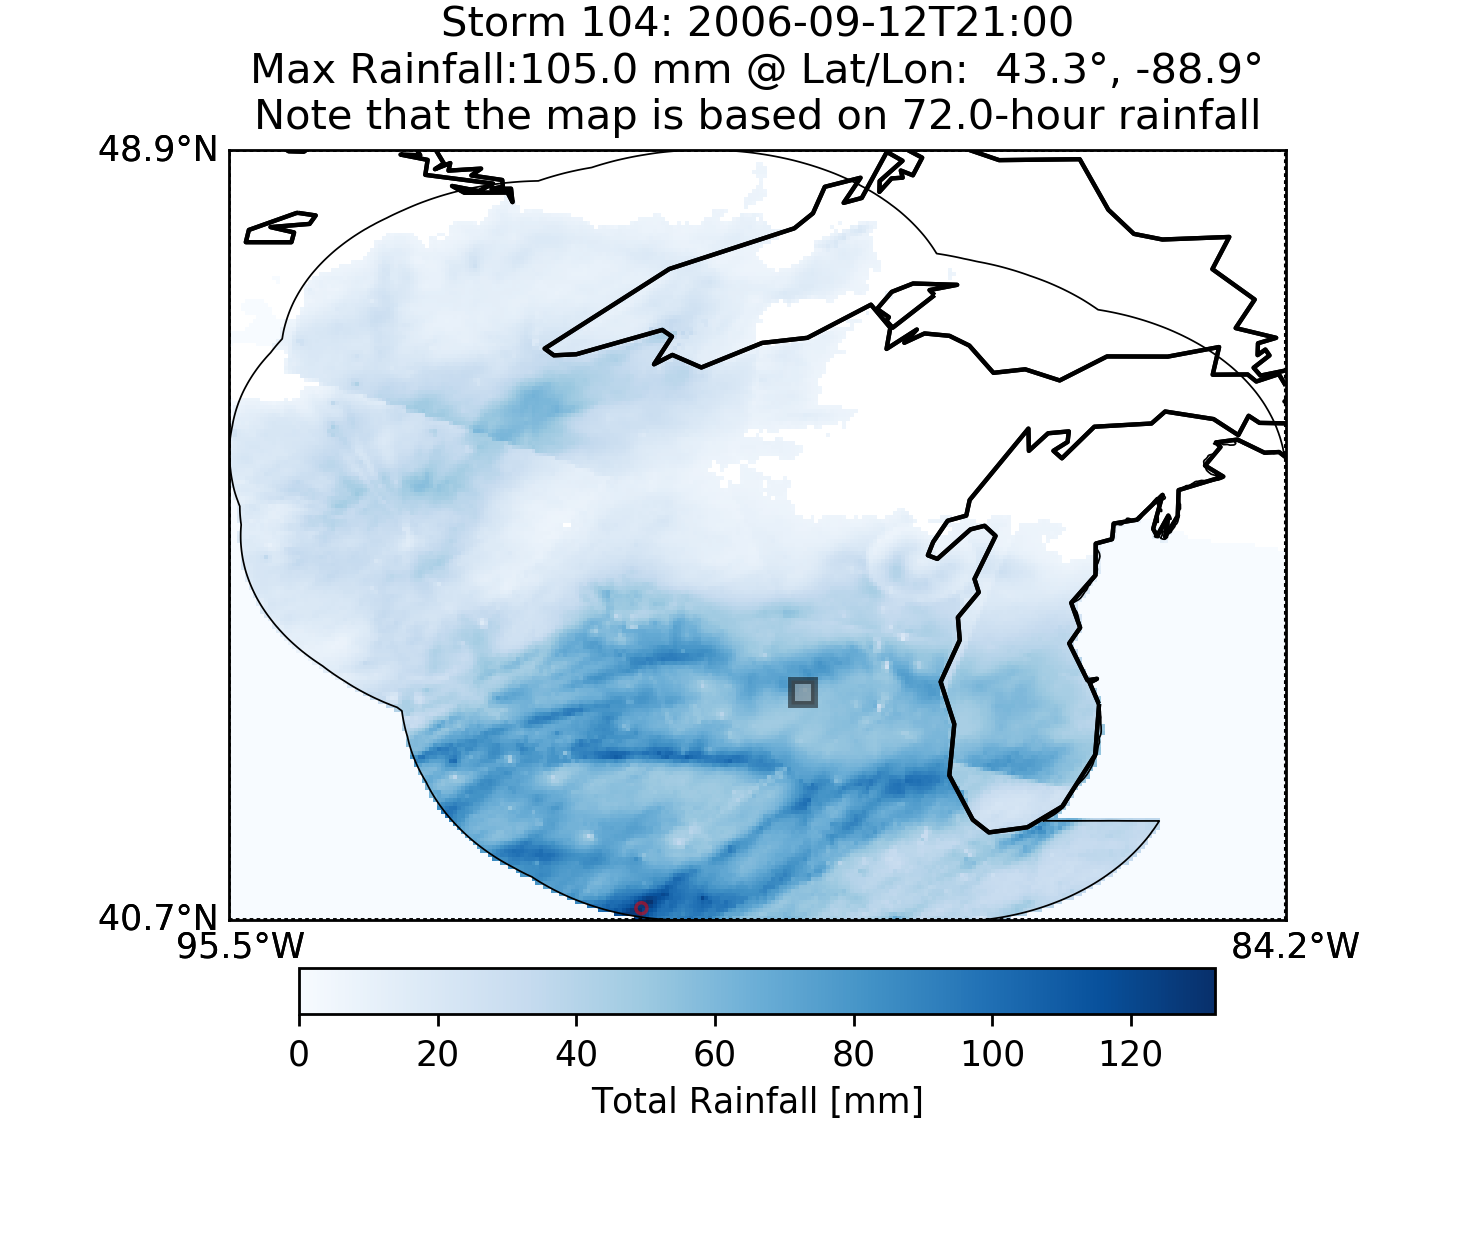 Storm 104: 2006-09-12T21:00
Max Rainfall:105.0 mm @ Lat/Lon:  43.3°, -88.9°
Note that the map is based on 72.0-hour rainfall
48.9°N
40.7°N
95.5°W 84.2°W
0 20 40 60 80 100 120
Total Rainfall [mm]